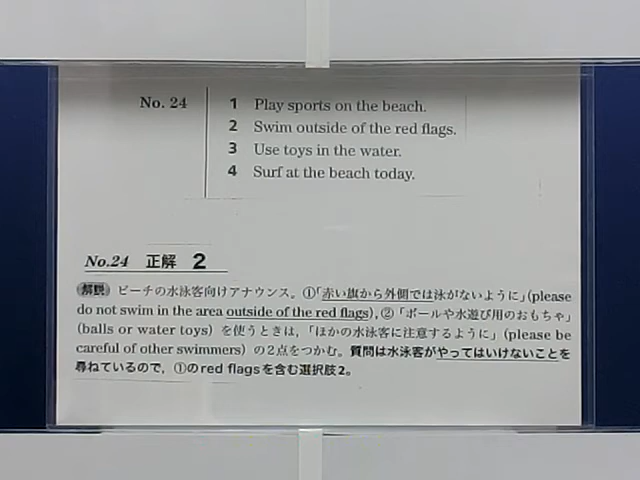 No. 24
1 Play sports on the beach.
2 Swim outside of the red flags.
3 Use toys in the water.
4 Surf at the beach today.
No.24 正解 2
解説 ビーチの水泳客向けアナウンス。①「赤い旗から外側では泳がないように」(please
do not swim in the area outside of the red flags), ②「ボールや水遊び用のおもちゃ」
(balls or water toys) を使うときは,「ほかの水泳客に注意するように」(please be
careful of other swimmers) の2点をつかむ。質問は水泳客がやってはいけないことを
尋ねているので, ①のred flagsを含む選択肢2。